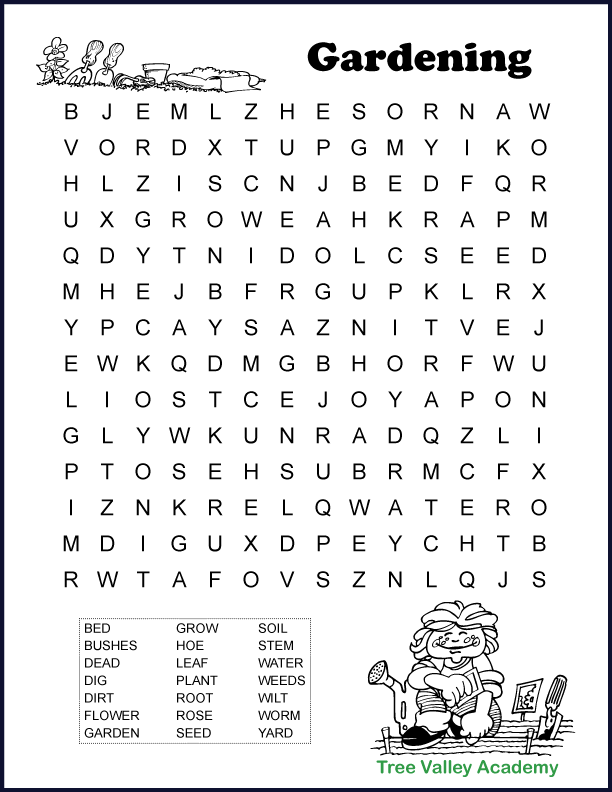 Gardening
B J E M L Z H E S O R N A W
V O R D X T U P G M Y I K O
H L Z I S C N J B E D F Q R
U X G R O W E A H K R A P M
Q D Y T N I D O L C S E E D
M H E J B F R G U P K L R X
Y P C A Y S A Z N I T V E J
E W K Q D M G B H O R F W U
L I O S T C E J O Y A P O N
G L Y W K U N R A D Q Z L I
P T O S E H S U B R M C F X
I Z N K R E L Q W A T E R O
M D I G U X D P E Y C H T B
R W T A F O V S Z N L Q J S
BED GROW SOIL
BUSHES HOE STEM
DEAD LEAF WATER
DIG PLANT WEEDS
DIRT ROOT WILT
FLOWER ROSE WORM
GARDEN SEED YARD
Tree Valley Academy